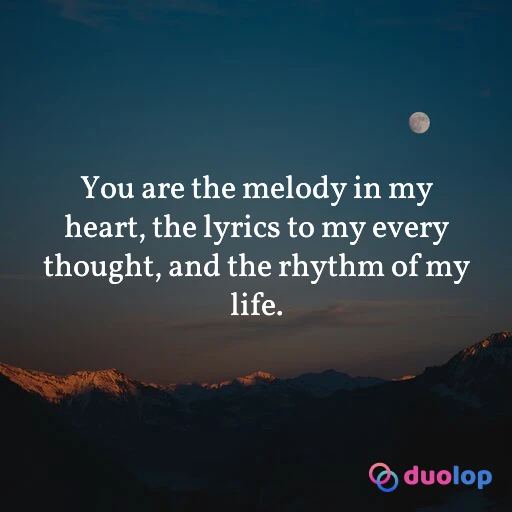 You are the melody in my
heart, the lyrics to my every
thought, and the rhythm of my
life.
duolop